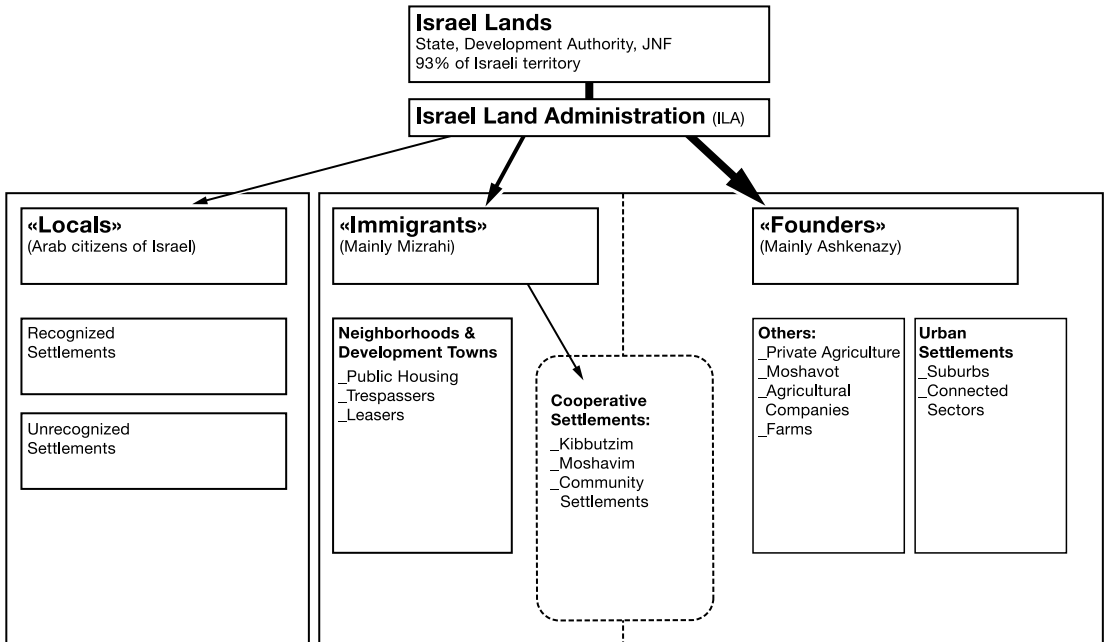 Israel Lands
State, Development Authority, JNF
93% of Israeli territory
Israel Land Administration (ILA)
«Locals»
(Arab citizens of Israel)
Recognized
Settlements
Unrecognized
Settlements
«Immigrants»
(Mainly Mizrahi)
Neighborhoods &
Development Towns
_Public Housing
_Trespassers
_Leasers
Cooperative
Settlements:
_Kibbutzim
_Moshavim
_Community
Settlements
«Founders»
(Mainly Ashkenazy)
Others:
_Private Agriculture
_Moshavot
_Agricultural
Companies
_Farms
Urban
Settlements
_Suburbs
_Connected
Sectors